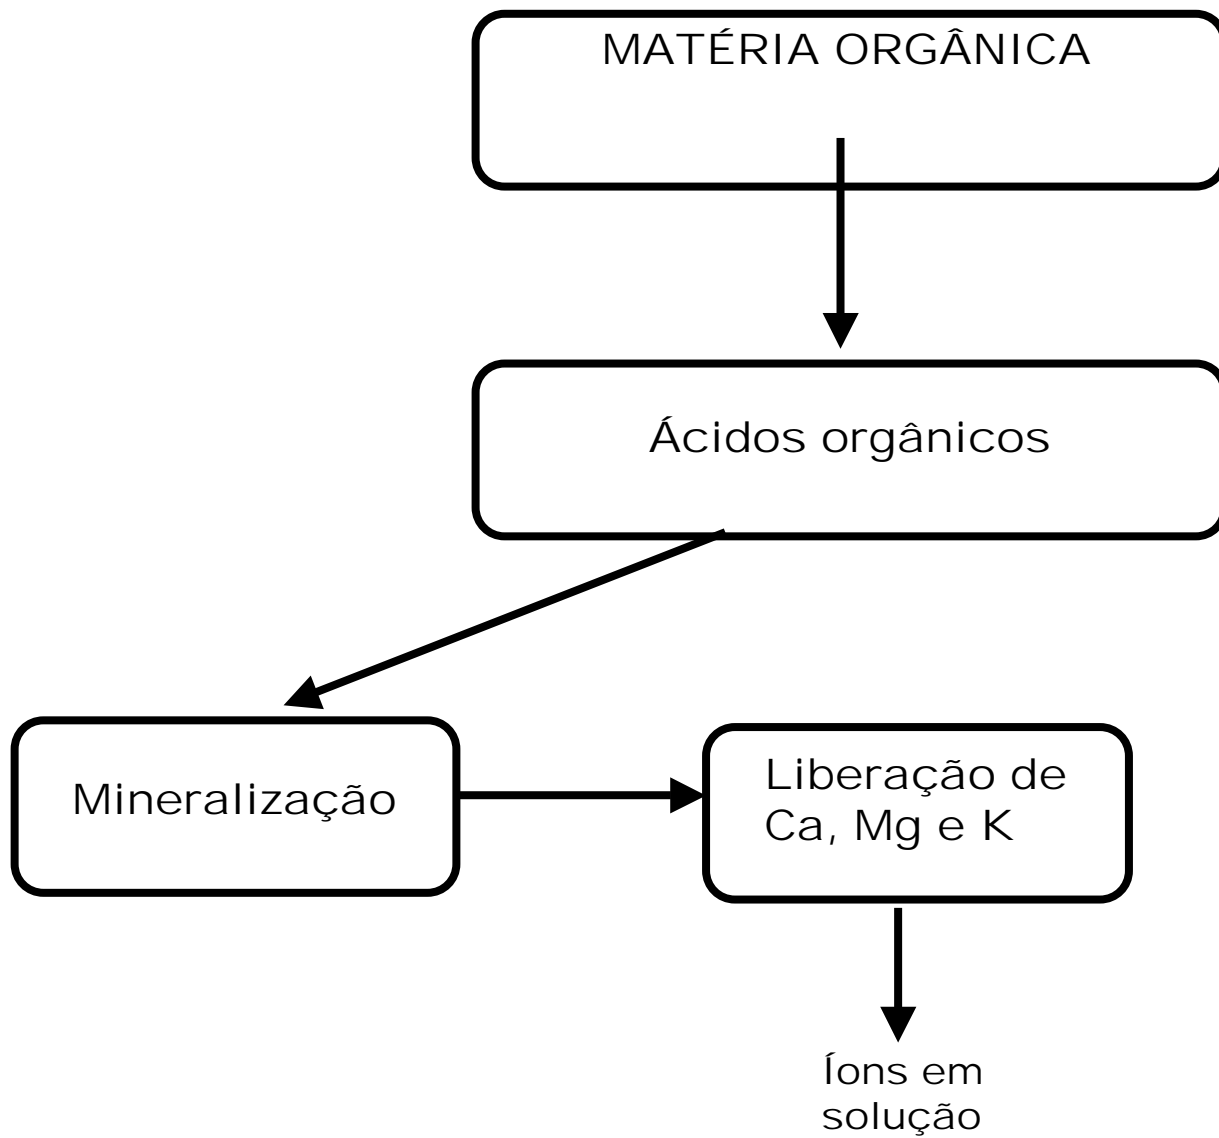 MATÉRIA ORGÂNICA
Ácidos orgânicos
Mineralização
Liberação de
Ca, Mg e K
Íons em
solução